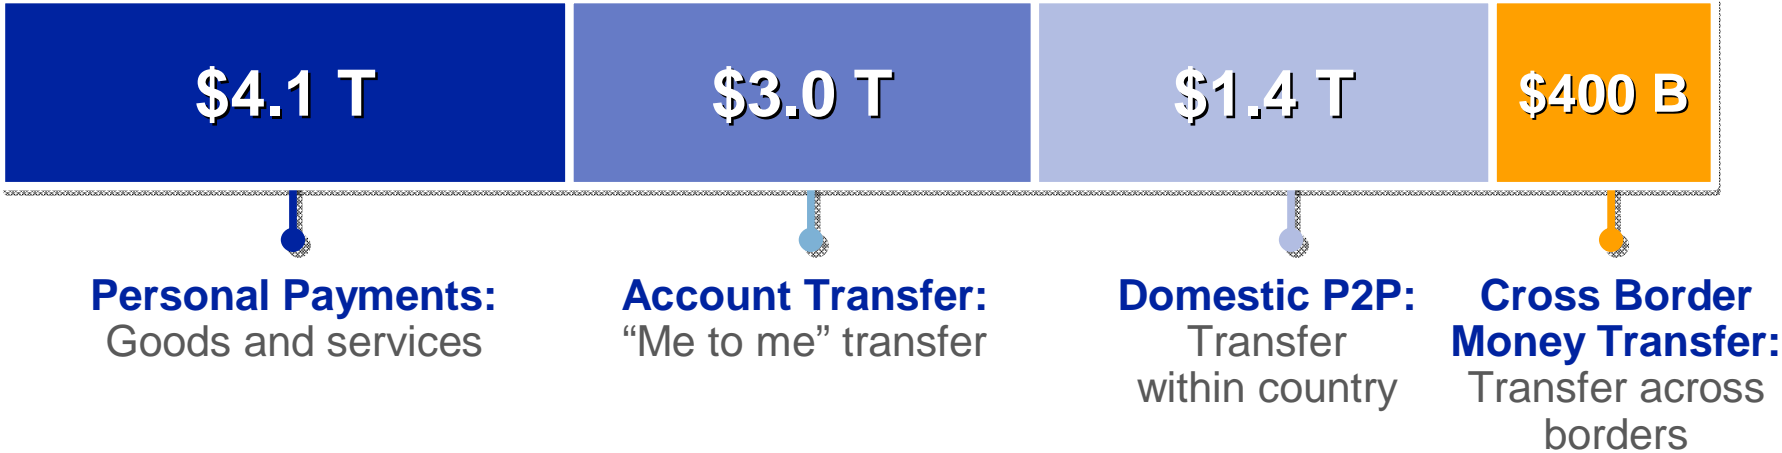 $4.1 T
$3.0 T
$1.4 T
$400 B
Personal Payments:
Goods and services
Account Transfer:
“Me to me” transfer
Domestic P2P:
Transfer
within country
Cross Border
Money Transfer:
Transfer across
borders